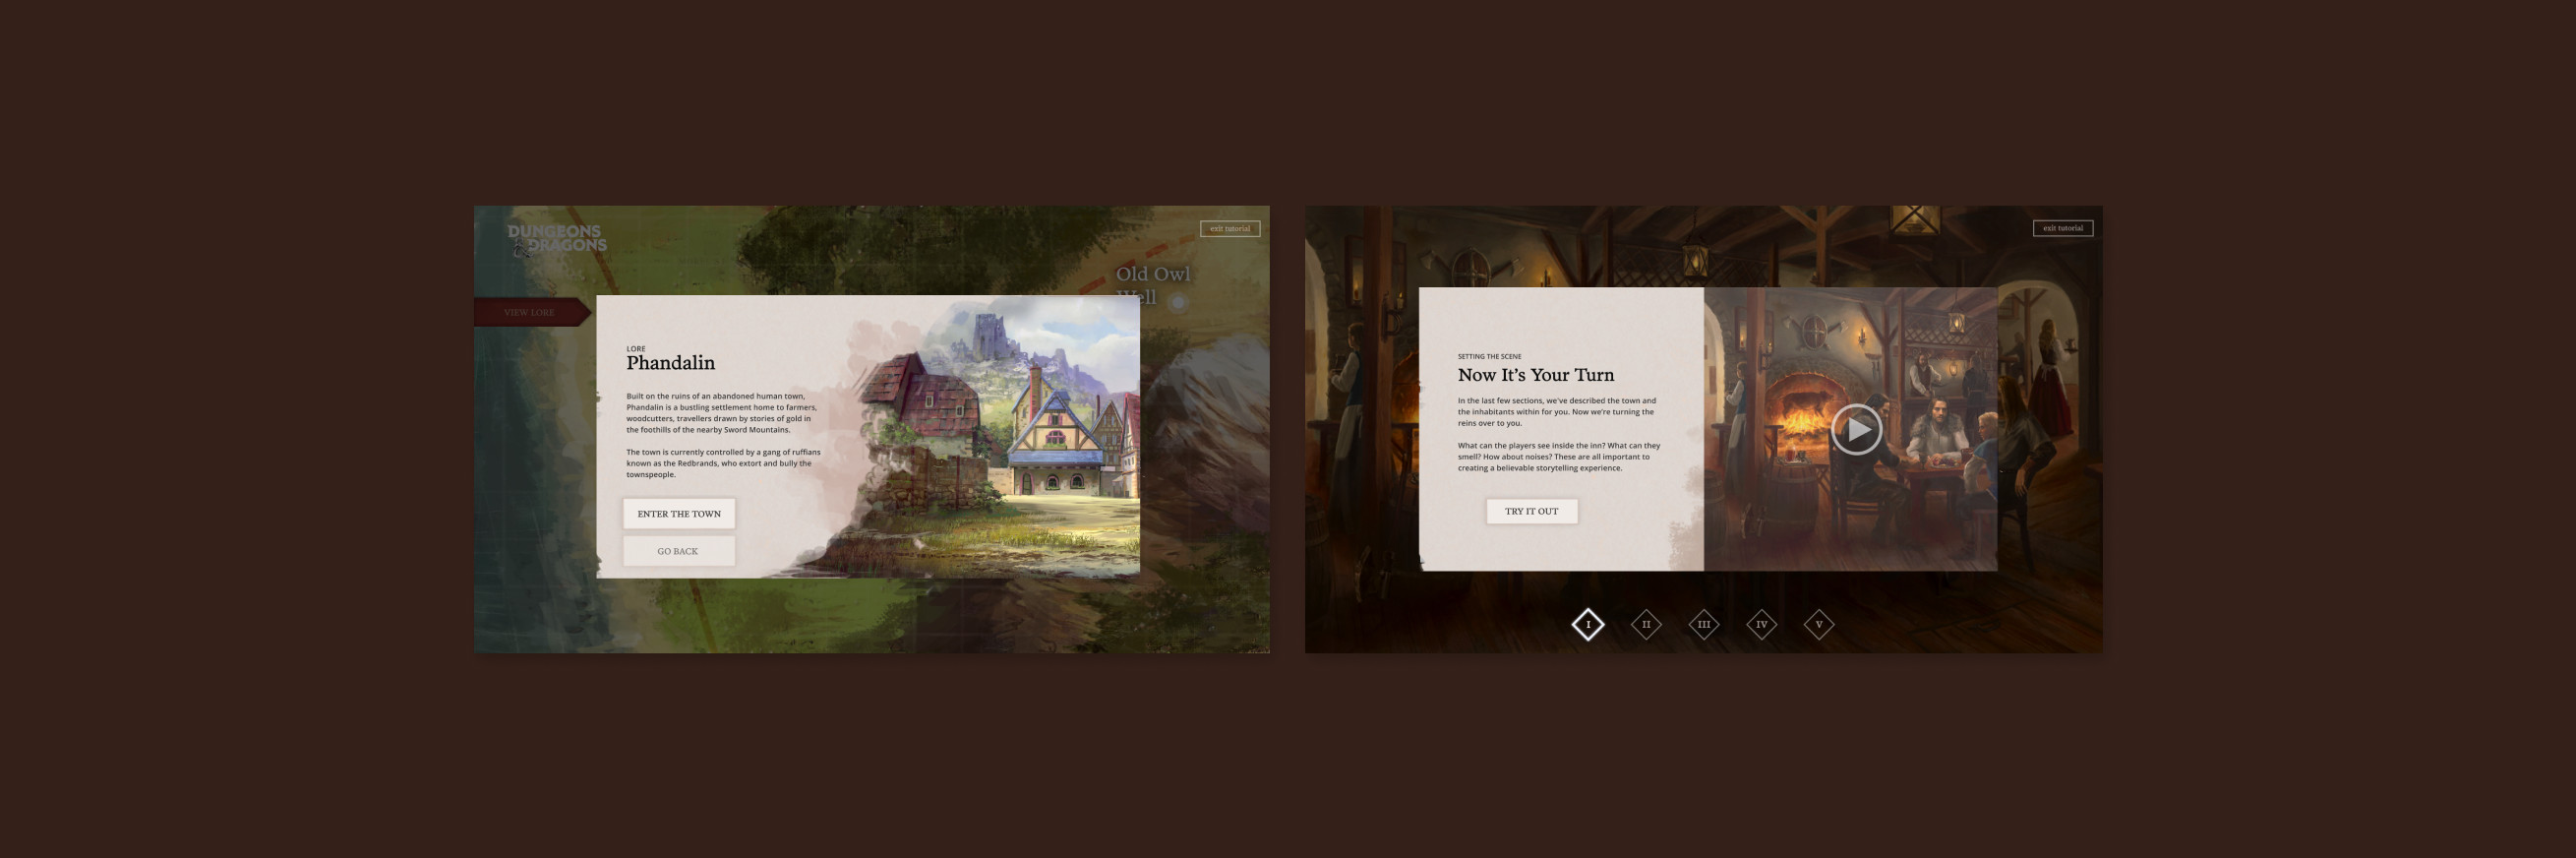 DUNGEONS
& DRAGONS
exit tutorial
Old Owl
Well
VIEW LORE
LORE
Phandalin
Built on the ruins of an abandoned human town,
Phandalin is a bustling settlement home to farmers,
woodcutters, travellers drawn by stories of gold in
the foothills of the nearby Sword Mountains.
The town is currently controlled by a gang of ruffians
known as the Redbrands, who extort and bully the
townspeople.
ENTER THE TOWN
GO BACK
exit tutorial
SETTING THE SCENE
Now It's Your Turn
In the last few sections, we've described the town and
the inhabitants within for you. Now we're turning the
reins over to you.
What can the players see inside the inn? What can they
smell? How about noises? These are all important to
creating a believable storytelling experience.
TRY IT OUT
I
II
III
IV
V